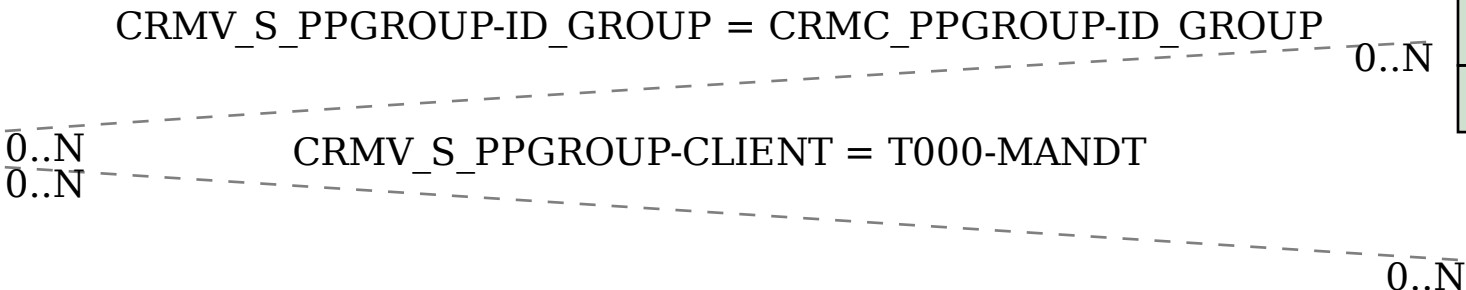 CRMV_S_PPGROUP-ID_GROUP = CRMC_PPGROUP-ID_GROUP
0..N
0..N
CRMV_S_PPGROUP-CLIENT = T000-MANDT
0..N
0..N